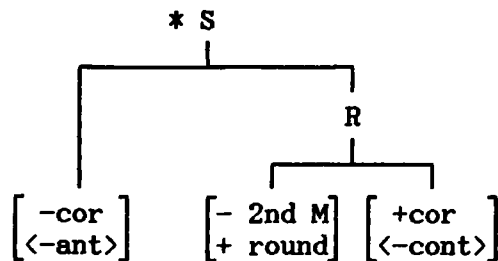 * S
R
[ -cor ] [ - 2nd M ] [ +cor ]
[ <-ant> ] [ + round ] [ <-cont> ]